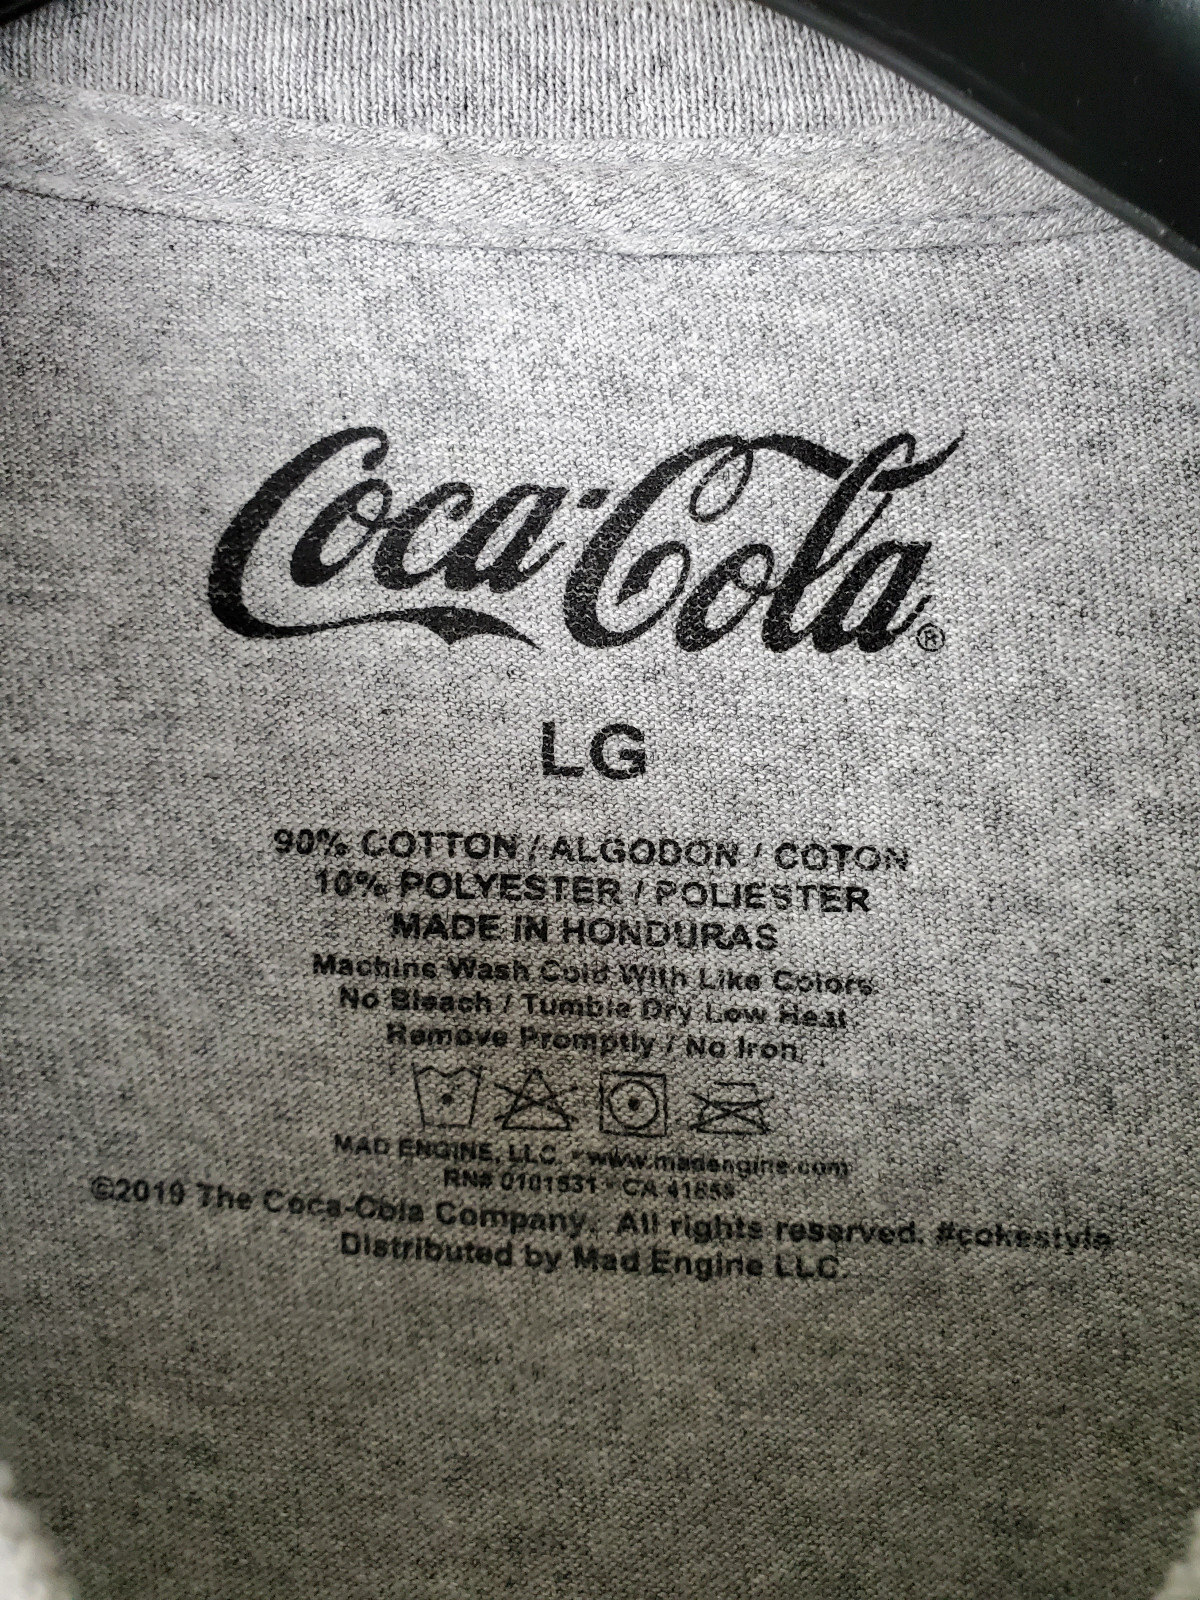 Coca-Cola®
LG
90% COTTON / ALGODON / COTON
10% POLYESTER / POLIESTER
MADE IN HONDURAS
Machine Wash Cold With Like Colors
No Bleach / Tumble Dry Low Heat
Remove Promptly / No Iron
MAD ENGINE, LLC. • www.madengine.com
RN# 0101531 • CA
©2019 The Coca-Cola Company. All rights reserved. #cokestyle
Distributed by Mad Engine LLC.